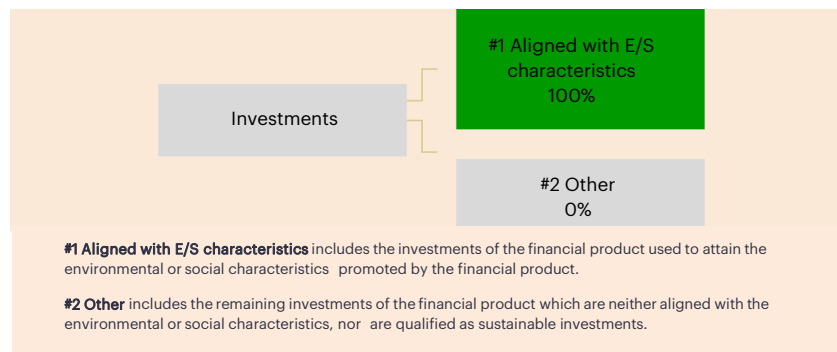 #1 Aligned with E/S
characteristics
100%
Investments
#2 Other
0%
#1 Aligned with E/S characteristics includes the investments of the financial product used to attain the
environmental or social characteristics promoted by the financial product.
#2 Other includes the remaining investments of the financial product which are neither aligned with the
environmental or social characteristics, nor are qualified as sustainable investments.